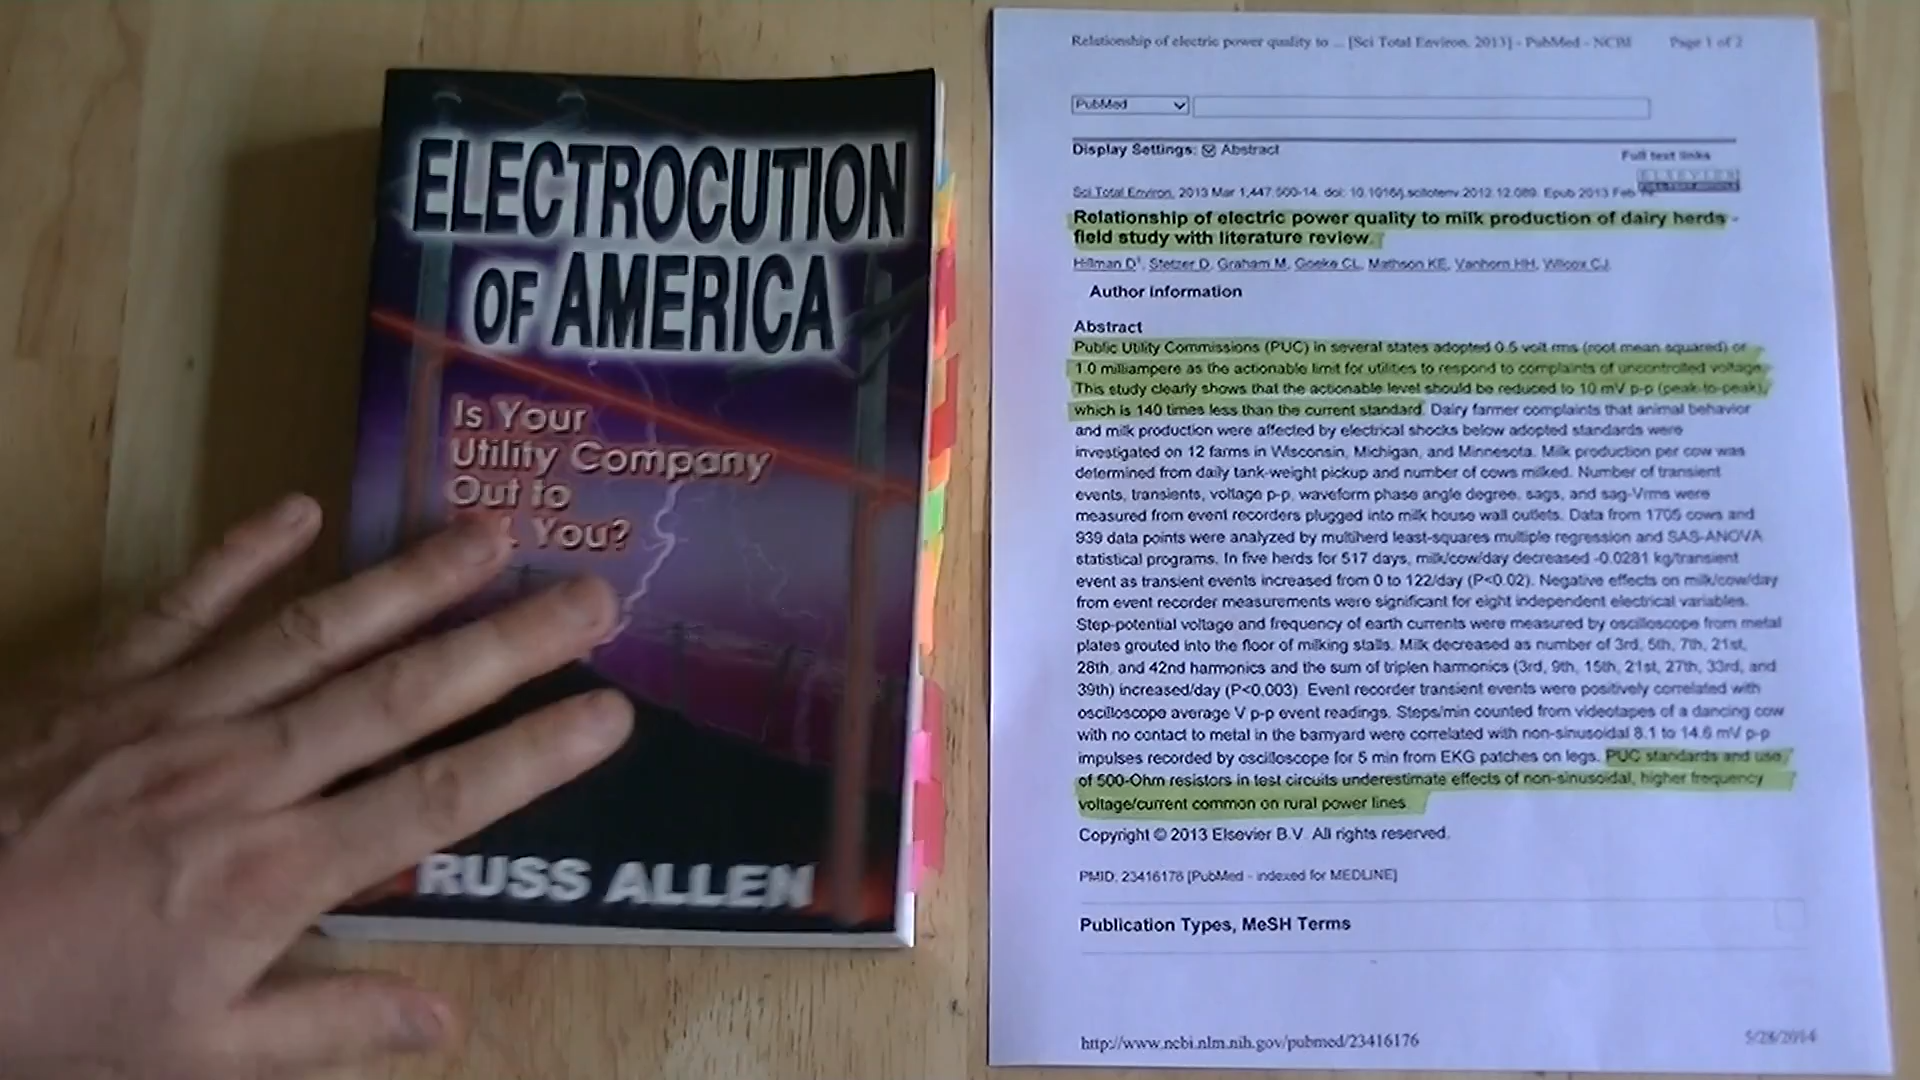 ELECTROCUTION
OF AMERICA
Is Your
Utility Company
Out to
You?
RUSS ALLEN
Relationship of electric power quality to ... [Sci Total Environ. 2013] - PubMed - NCBI Page 1 of 2
PubMed
Display Settings: Abstract
Full text links
Sci Total Environ. 2013 Mar 1;447:500-14. doi: 10.1016/j.scitotenv.2012.12.089. Epub 2013 Feb
Relationship of electric power quality to milk production of dairy herds -
field study with literature review.
Hillman D1, Stetzer D, Graham M, Goeke CL, Mathson KE, Vanhorn HH, Wilcox CJ.
Author information
Abstract
Public Utility Commissions (PUC) in several states adopted 0.5 volt rms (root mean squared) or
1.0 milliampere as the actionable limit for utilities to respond to complaints of uncontrolled voltage.
This study clearly shows that the actionable level should be reduced to 10 mV p-p (peak-to-peak),
which is 140 times less than the current standard. Dairy farmer complaints that animal behavior
and milk production were affected by electrical shocks below adopted standards were
investigated on 12 farms in Wisconsin, Michigan, and Minnesota. Milk production per cow was
determined from daily tank-weight pickup and number of cows milked. Number of transient
events, transients, voltage p-p, waveform phase angle degree, sags, and sag-Vrms were
measured from event recorders plugged into milk house wall outlets. Data from 1705 cows and
939 data points were analyzed by multiherd least-squares multiple regression and SAS-ANOVA
statistical programs. In five herds for 517 days, milk/cow/day decreased -0.0281 kg/transient
event as transient events increased from 0 to 122/day (P<0.02). Negative effects on milk/cow/day
from event recorder measurements were significant for eight independent electrical variables.
Step-potential voltage and frequency of earth currents were measured by oscilloscope from metal
plates grouted into the floor of milking stalls. Milk decreased as number of 3rd, 5th, 7th, 21st,
28th, and 42nd harmonics and the sum of triplen harmonics (3rd, 9th, 15th, 21st, 27th, 33rd, and
39th) increased/day (P<0.003). Event recorder transient events were positively correlated with
oscilloscope average V p-p event readings. Steps/min counted from videotapes of a dancing cow
with no contact to metal in the barnyard were correlated with non-sinusoidal 8.1 to 14.6 mV p-p
impulses recorded by oscilloscope for 5 min from EKG patches on legs. PUC standards and use
of 500-Ohm resistors in test circuits underestimate effects of non-sinusoidal, higher frequency
voltage/current common on rural power lines.
Copyright © 2013 Elsevier B.V. All rights reserved.
PMID: 23416176 [PubMed - indexed for MEDLINE]
Publication Types, MeSH Terms
http://www.ncbi.nlm.nih.gov/pubmed/23416176 5/28/2014